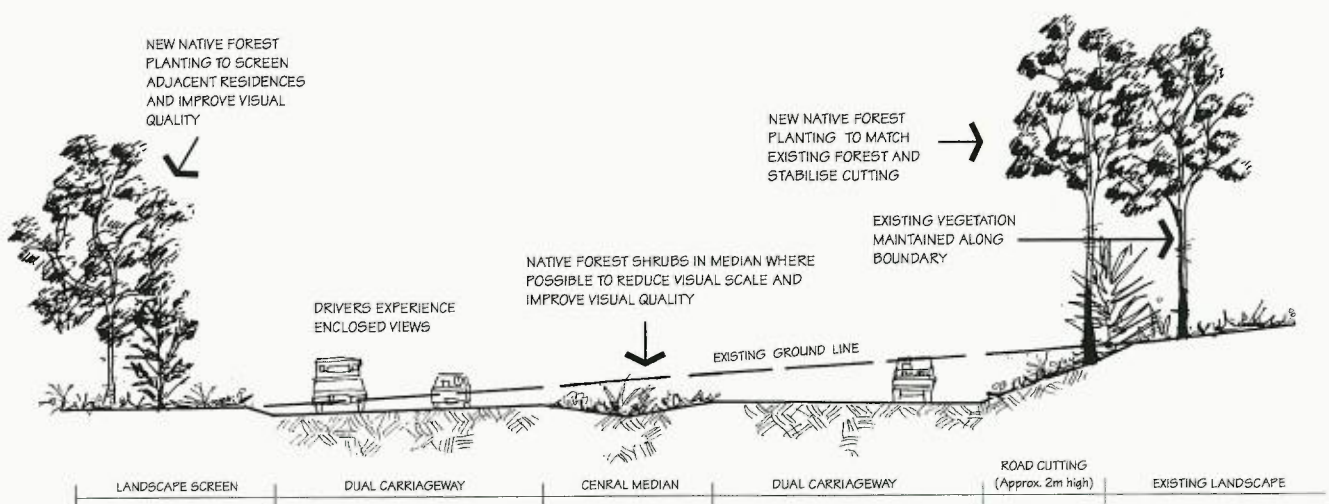 NEW NATIVE FOREST
PLANTING TO SCREEN
ADJACENT RESIDENCES
AND IMPROVE VISUAL
QUALITY
NEW NATIVE FOREST
PLANTING TO MATCH
EXISTING FOREST AND
STABILISE CUTTING
EXISTING VEGETATION
MAINTAINED ALONG
BOUNDARY
NATIVE FOREST SHRUBS IN MEDIAN WHERE
POSSIBLE TO REDUCE VISUAL SCALE AND
IMPROVE VISUAL QUALITY
DRIVERS EXPERIENCE
ENCLOSED VIEWS
EXISTING GROUND LINE
LANDSCAPE SCREEN
DUAL CARRIAGEWAY
CENRAL MEDIAN
DUAL CARRIAGEWAY
ROAD CUTTING
(Approx. 2m high)
EXISTING LANDSCAPE